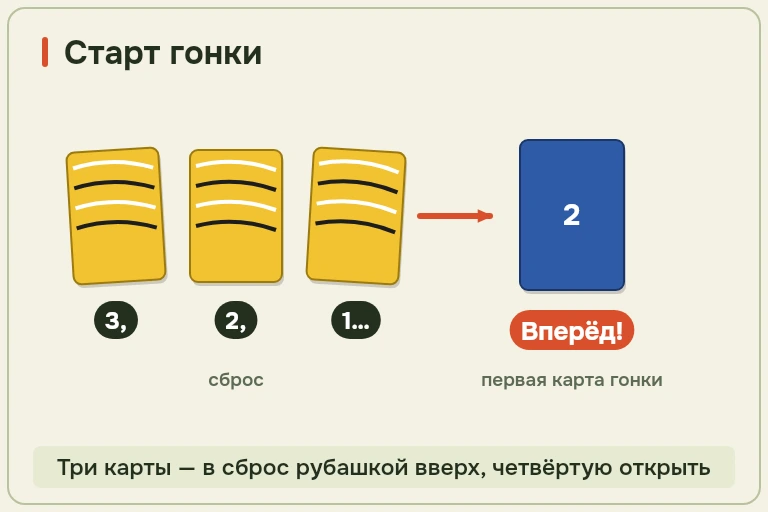 Старт гонки
2
3,
2,
1...
Вперёд!
сброс
первая карта гонки
Три карты — в сброс рубашкой вверх, четвёртую открыть